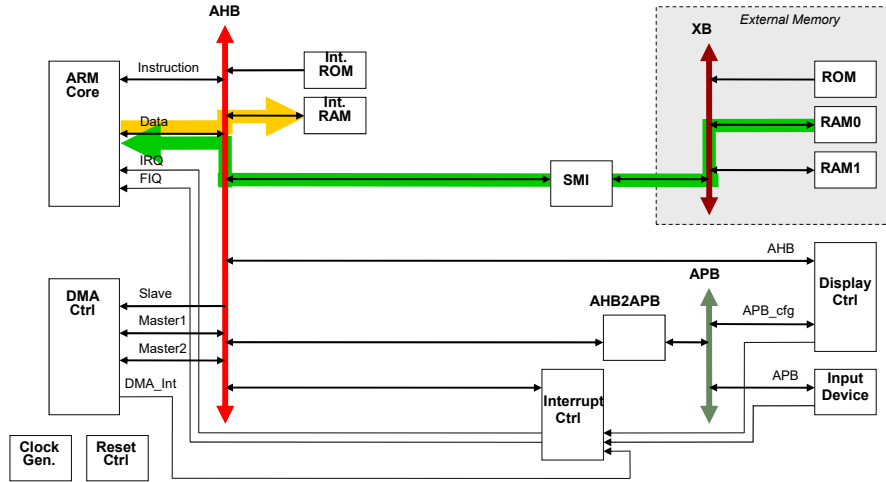 AHB
External Memory
XB
ARM
Core
Instruction
Int.
ROM
ROM
Data
Int.
RAM
RAM0
IRQ
FIQ
SMI
RAM1
AHB
DMA
Ctrl
Slave
APB
Display
Ctrl
AHB2APB
Master1
APB_cfg
Master2
DMA_Int
Interrupt
Ctrl
APB
Input
Device
Clock
Gen.
Reset
Ctrl